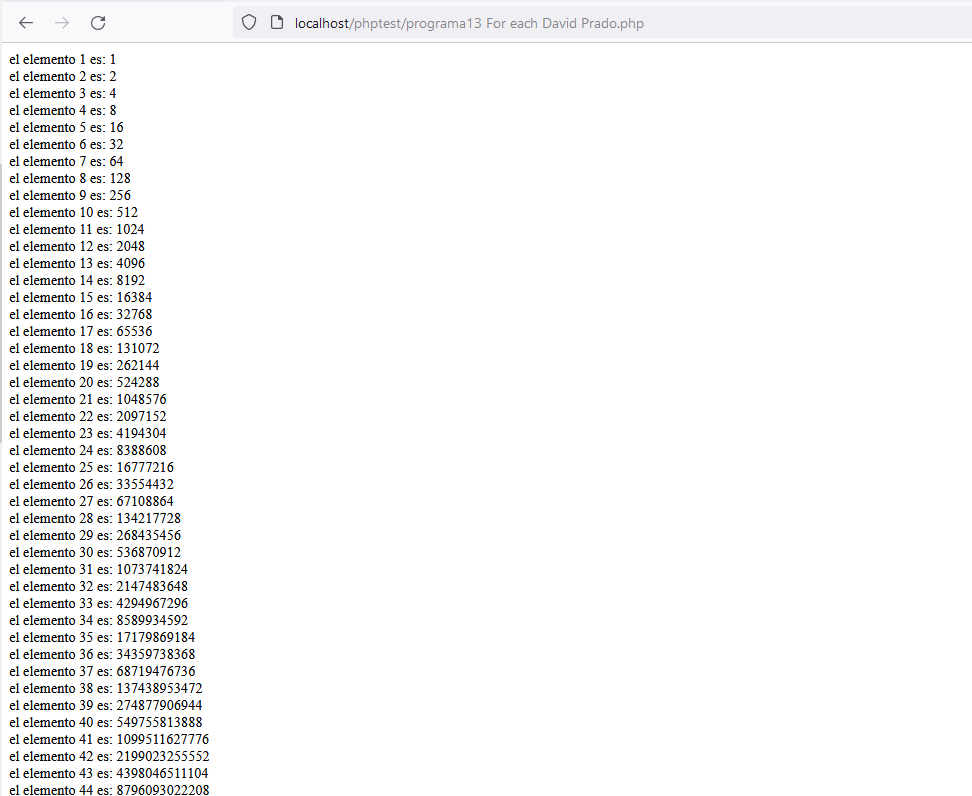 localhost/phptest/programa13 For each David Prado.php
el elemento 1 es: 1
el elemento 2 es: 2
el elemento 3 es: 4
el elemento 4 es: 8
el elemento 5 es: 16
el elemento 6 es: 32
el elemento 7 es: 64
el elemento 8 es: 128
el elemento 9 es: 256
el elemento 10 es: 512
el elemento 11 es: 1024
el elemento 12 es: 2048
el elemento 13 es: 4096
el elemento 14 es: 8192
el elemento 15 es: 16384
el elemento 16 es: 32768
el elemento 17 es: 65536
el elemento 18 es: 131072
el elemento 19 es: 262144
el elemento 20 es: 524288
el elemento 21 es: 1048576
el elemento 22 es: 2097152
el elemento 23 es: 4194304
el elemento 24 es: 8388608
el elemento 25 es: 16777216
el elemento 26 es: 33554432
el elemento 27 es: 67108864
el elemento 28 es: 134217728
el elemento 29 es: 268435456
el elemento 30 es: 536870912
el elemento 31 es: 1073741824
el elemento 32 es: 2147483648
el elemento 33 es: 4294967296
el elemento 34 es: 8589934592
el elemento 35 es: 17179869184
el elemento 36 es: 34359738368
el elemento 37 es: 68719476736
el elemento 38 es: 137438953472
el elemento 39 es: 274877906944
el elemento 40 es: 549755813888
el elemento 41 es: 1099511627776
el elemento 42 es: 2199023255552
el elemento 43 es: 4398046511104
el elemento 44 es: 8796093022208